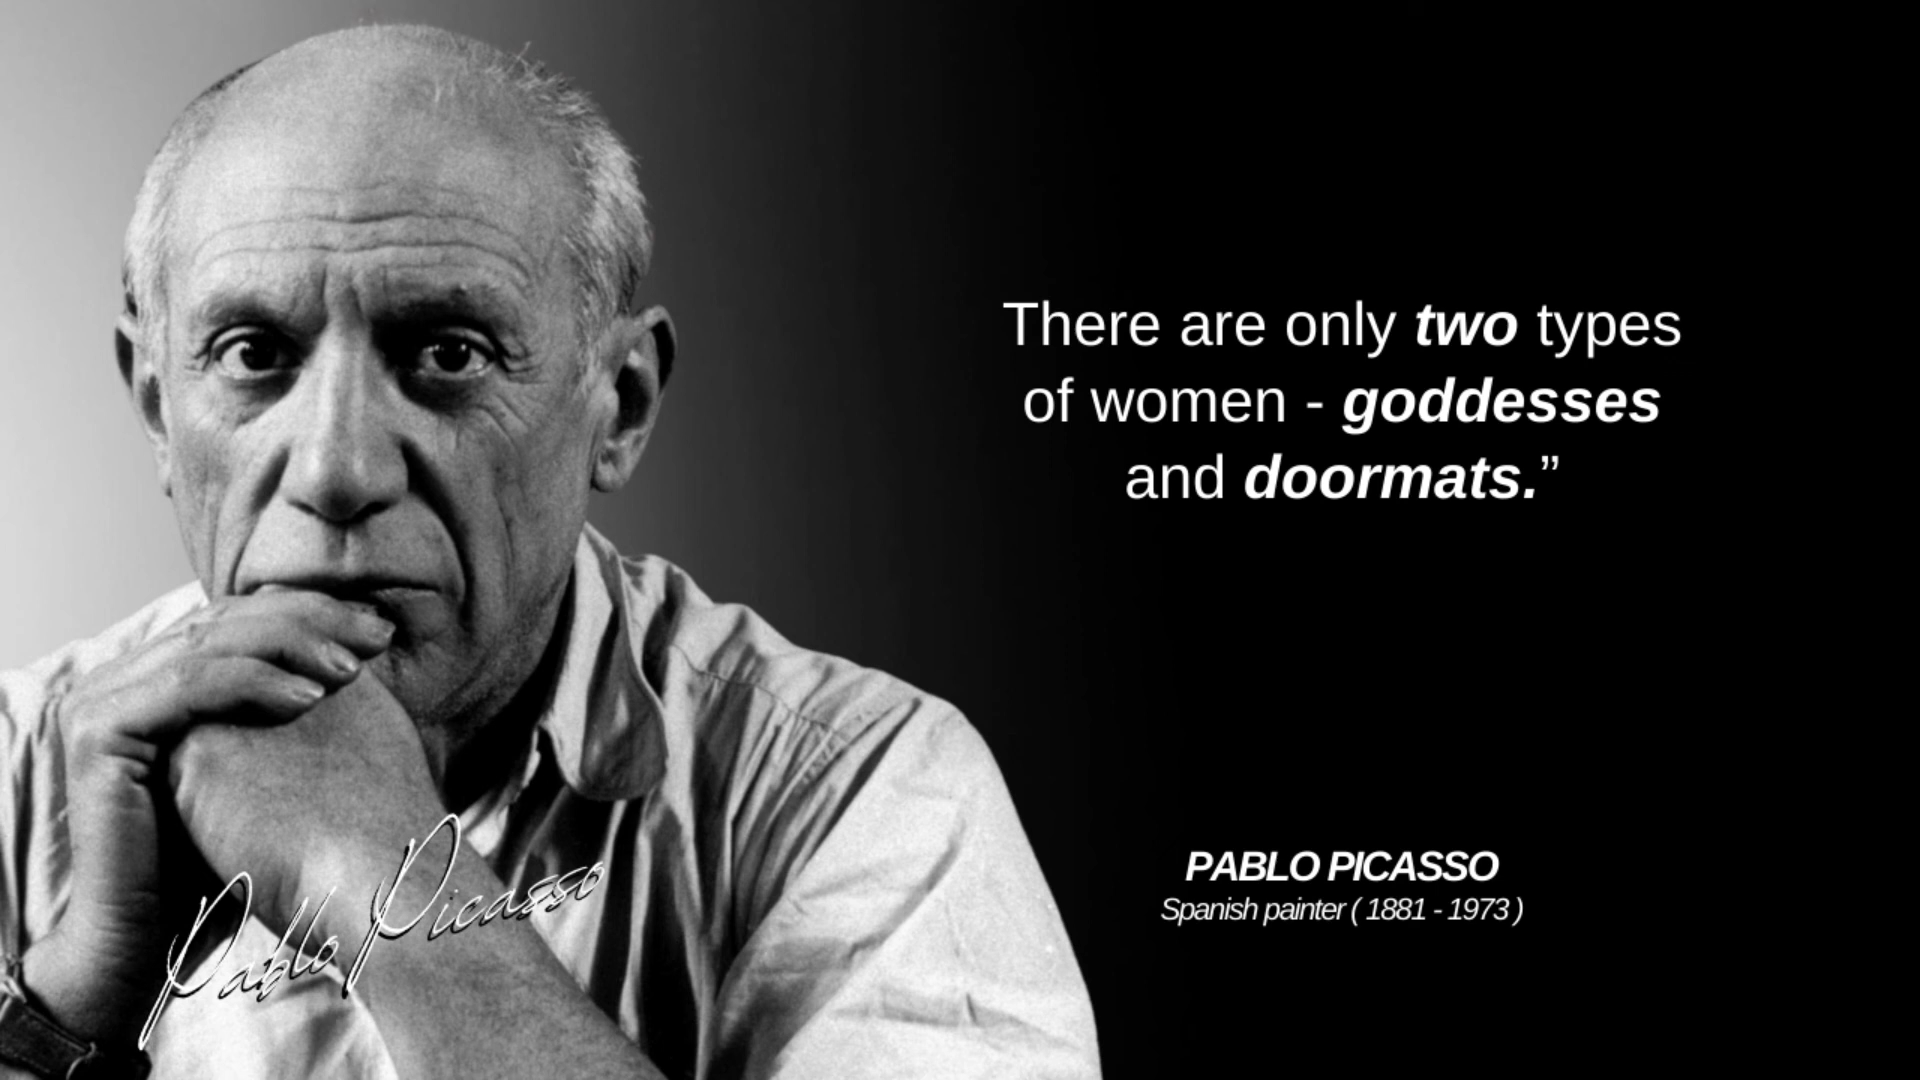 There are only two types
of women - goddesses
and doormats.”
PABLO PICASSO
Spanish painter ( 1881 - 1973 )
Pablo Picasso